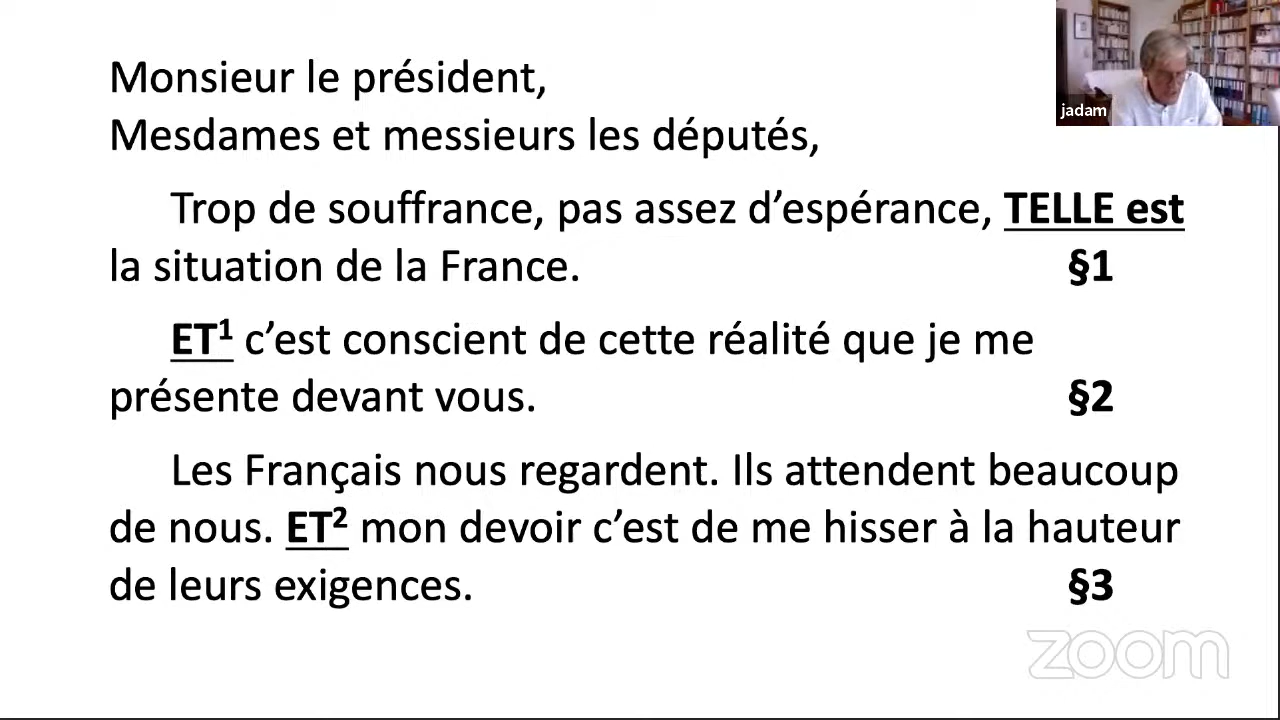 Monsieur le président,
Mesdames et messieurs les députés,
Trop de souffrance, pas assez d’espérance, TELLE est
la situation de la France. §1
ET¹ c’est conscient de cette réalité que je me
présente devant vous. §2
Les Français nous regardent. Ils attendent beaucoup
de nous. ET² mon devoir c’est de me hisser à la hauteur
de leurs exigences. §3
jadam
zoom